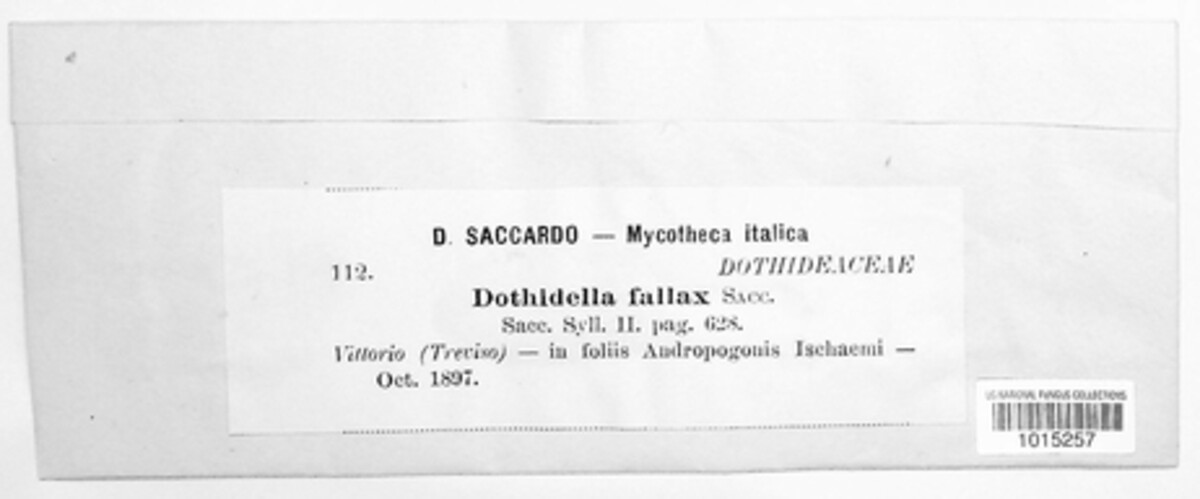 D. SACCARDO — Mycotheca italica
112. DOTHIDEACEAE
Dothidella fallax Sacc.
Sacc. Syll. II. pag. 628.
Vittorio (Treviso) — in foliis Andropogonis Ischaemi —
Oct. 1897.
US NATIONAL FUNGUS COLLECTIONS
1015257